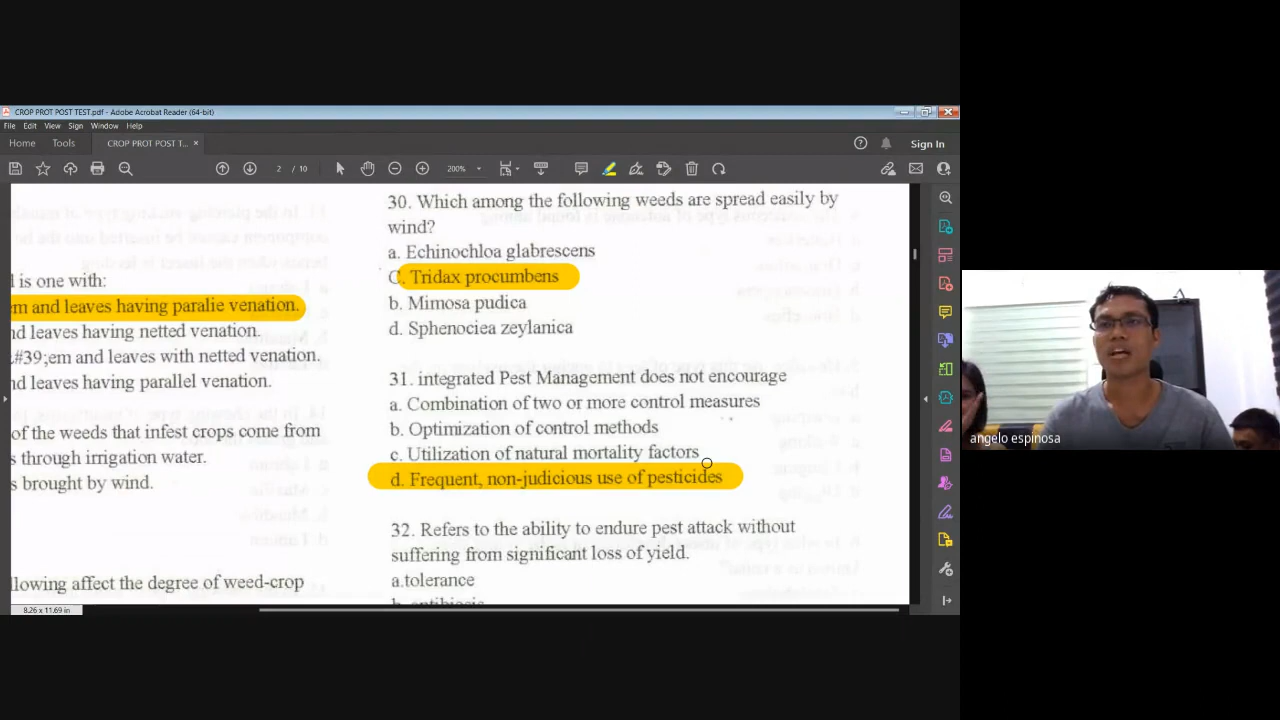 CROP PROT POST TEST.pdf - Adobe Acrobat Reader (64-bit)
File Edit View Sign Window Help
Home Tools CROP PROT POST T... × Sign In
2 / 10 200%
l is one with:
em and leaves having paralie venation.
nd leaves having netted venation.
#39;em and leaves with netted venation.
nd leaves having parallel venation.
of the weeds that infest crops come from
s through irrigation water.
s brought by wind.
llowing affect the degree of weed-crop
30. Which among the following weeds are spread easily by
wind?
a. Echinochloa glabrescens
C. Tridax procumbens
b. Mimosa pudica
d. Sphenociea zeylanica
31. integrated Pest Management does not encourage
a. Combination of two or more control measures
b. Optimization of control methods
c. Utilization of natural mortality factors
d. Frequent, non-judicious use of pesticides
32. Refers to the ability to endure pest attack without
suffering from significant loss of yield.
a.tolerance
b. antibiosis
8.26 x 11.69 in
angelo espinosa